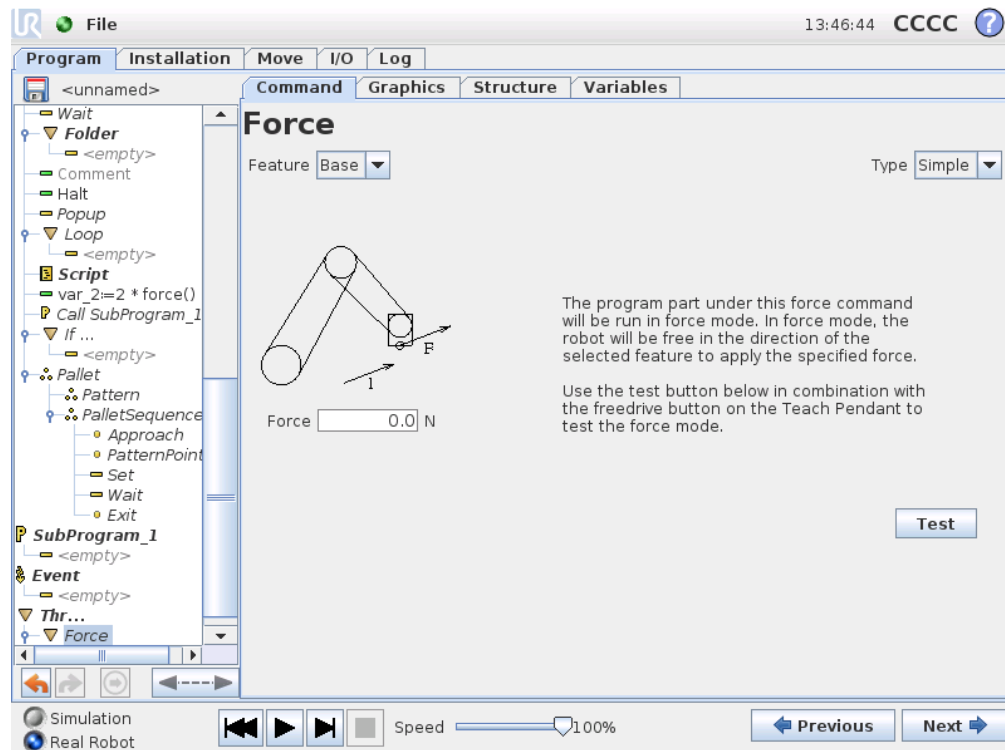 UR File 13:46:44 CCCC ?
Program Installation Move I/O Log
<unnamed>
Command Graphics Structure Variables
Wait
Folder
<empty>
Comment
Halt
Popup
Loop
<empty>
Script
var_2:=2 * force()
P Call SubProgram_1
If ...
<empty>
Pallet
Pattern
PalletSequence
Approach
PatternPoint
Set
Wait
Exit
P SubProgram_1
<empty>
Event
<empty>
Thr...
Force
Force
Feature Base
Type Simple
F
1
Force 0.0 N
The program part under this force command
will be run in force mode. In force mode, the
robot will be free in the direction of the
selected feature to apply the specified force.
Use the test button below in combination with
the freedrive button on the Teach Pendant to
test the force mode.
Test
Simulation
Real Robot
Speed 100%
Previous Next